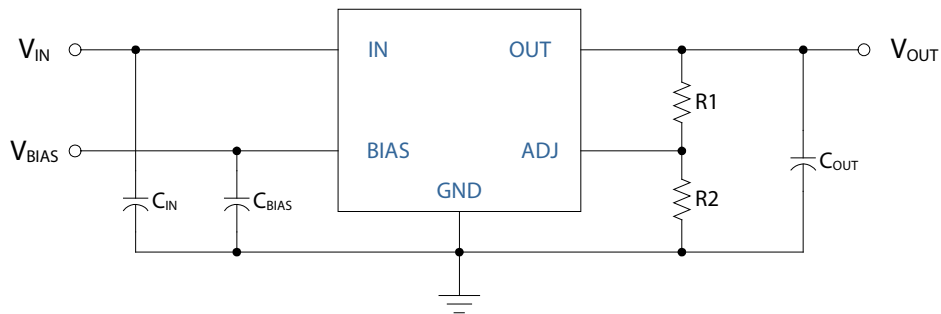 VIN
IN
OUT
VOUT
R1
VBIAS
BIAS
ADJ
COUT
GND
CIN
CBIAS
R2